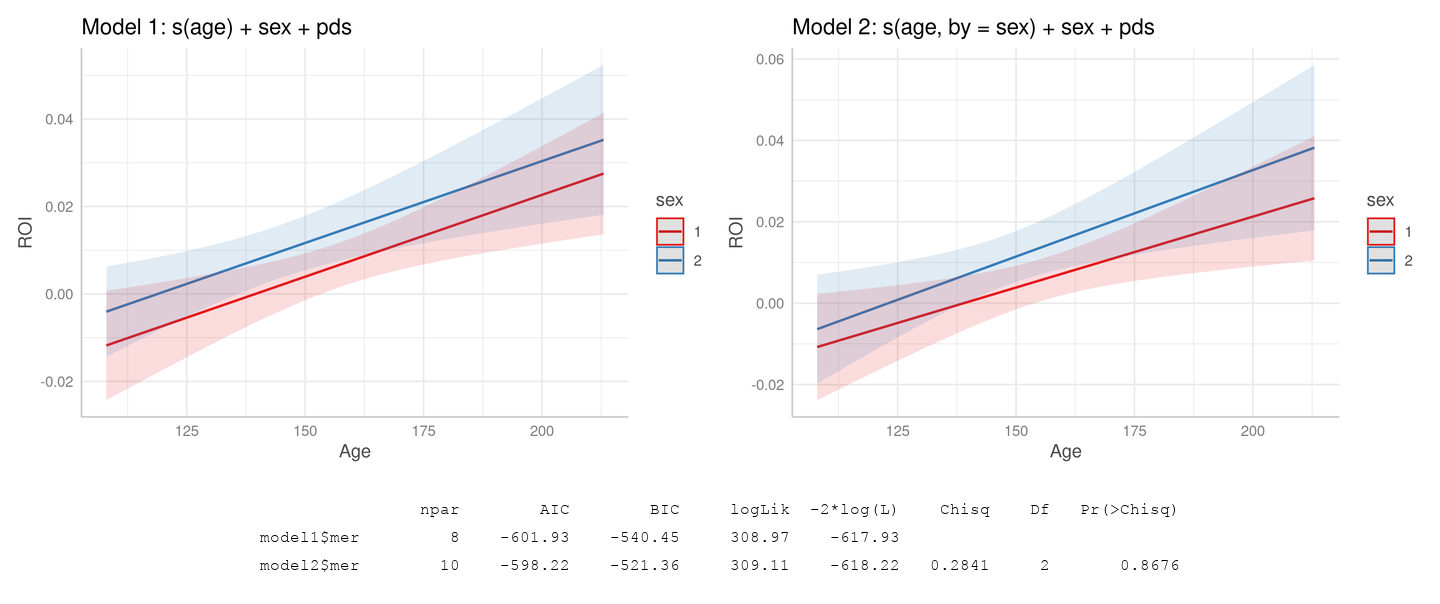 Model 1: s(age) + sex + pds
0.04
0.02
0.00
-0.02
ROI
125 150 175 200
Age
sex
1
2
Model 2: s(age, by = sex) + sex + pds
0.06
0.04
0.02
0.00
-0.02
ROI
125 150 175 200
Age
sex
1
2
npar AIC BIC logLik -2*log(L) Chisq Df Pr(>Chisq)
model1$mer 8 -601.93 -540.45 308.97 -617.93
model2$mer 10 -598.22 -521.36 309.11 -618.22 0.2841 2 0.8676